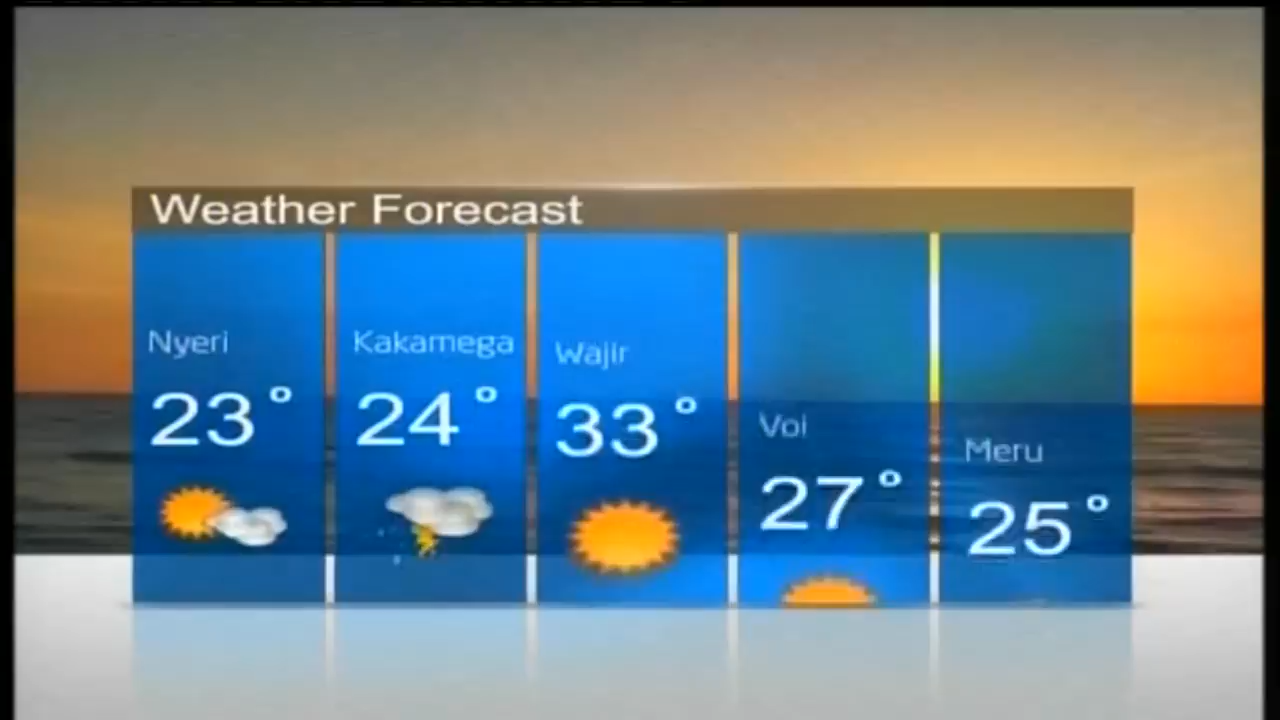 Weather Forecast
Nyeri
23°
Kakamega
24°
Wajir
33°
Voi
27°
Meru
25°